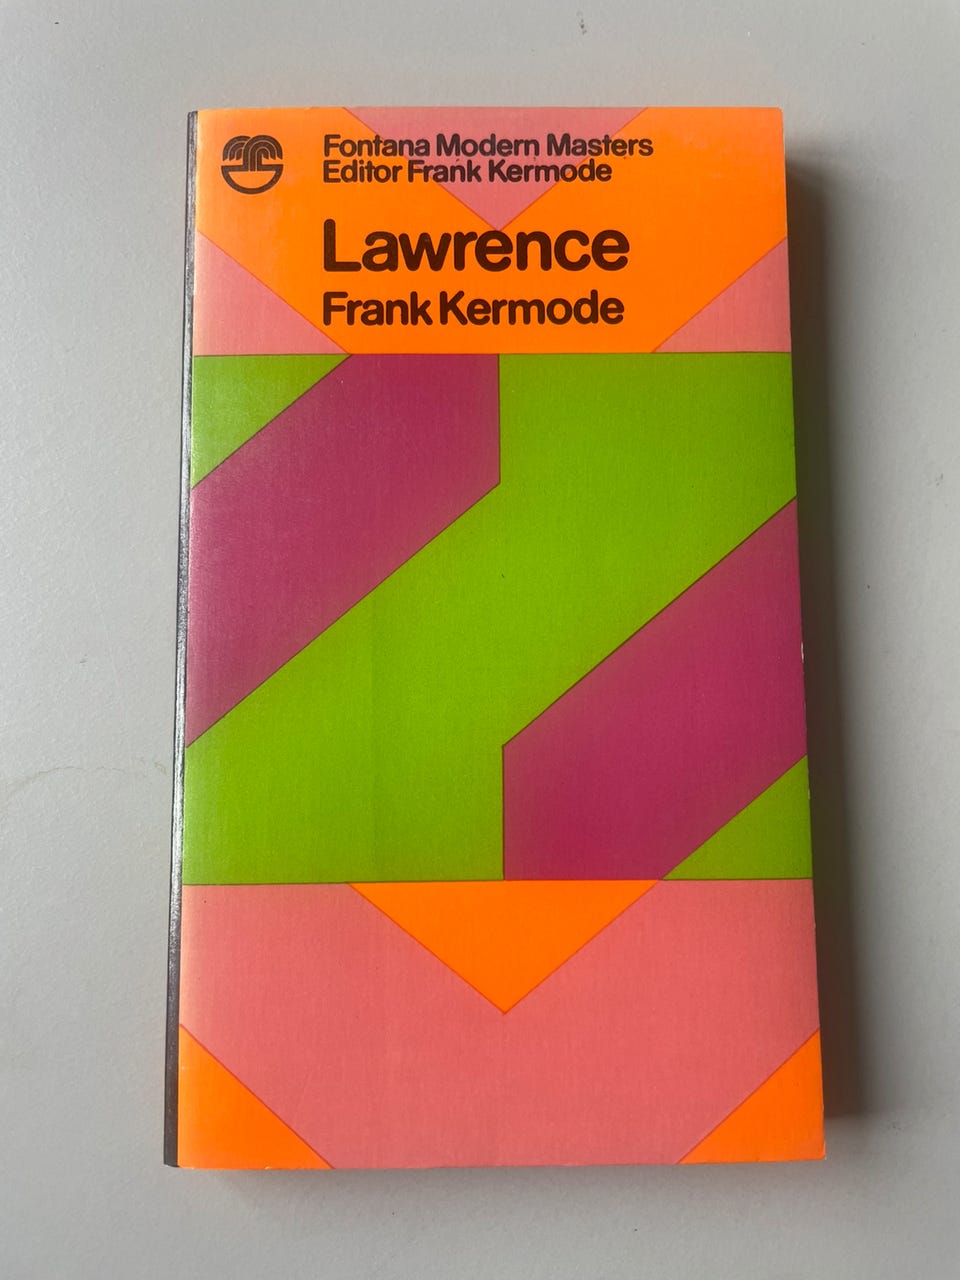 Fontana Modern Masters
Editor Frank Kermode
Lawrence
Frank Kermode